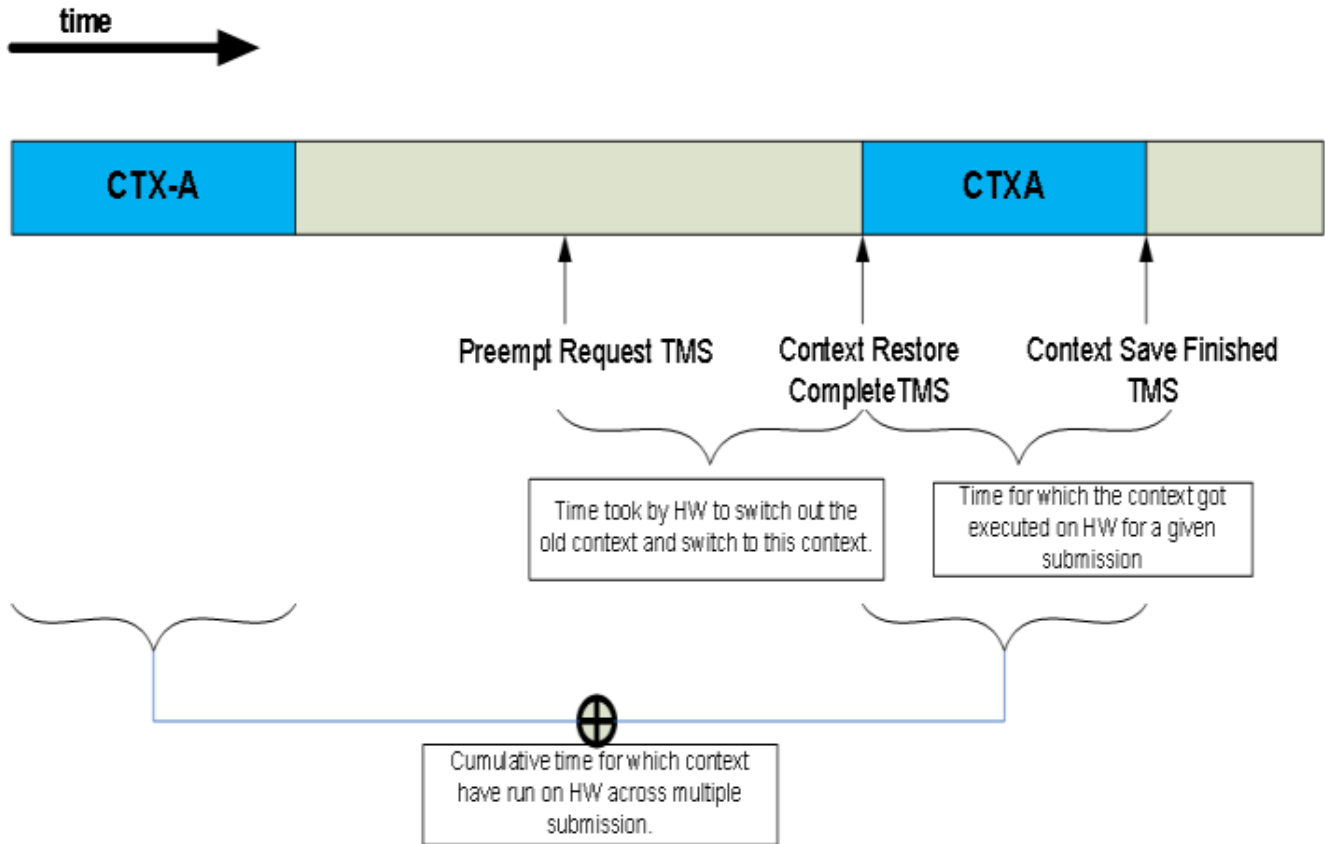 time
CTX-A
CTXA
Preempt Request TMS
Context Restore
CompleteTMS
Context Save Finished
TMS
Time took by HW to switch out the
old context and switch to this context.
Time for which the context got
executed on HW for a given
submission
Cumulative time for which context
have run on HW across multiple
submission.